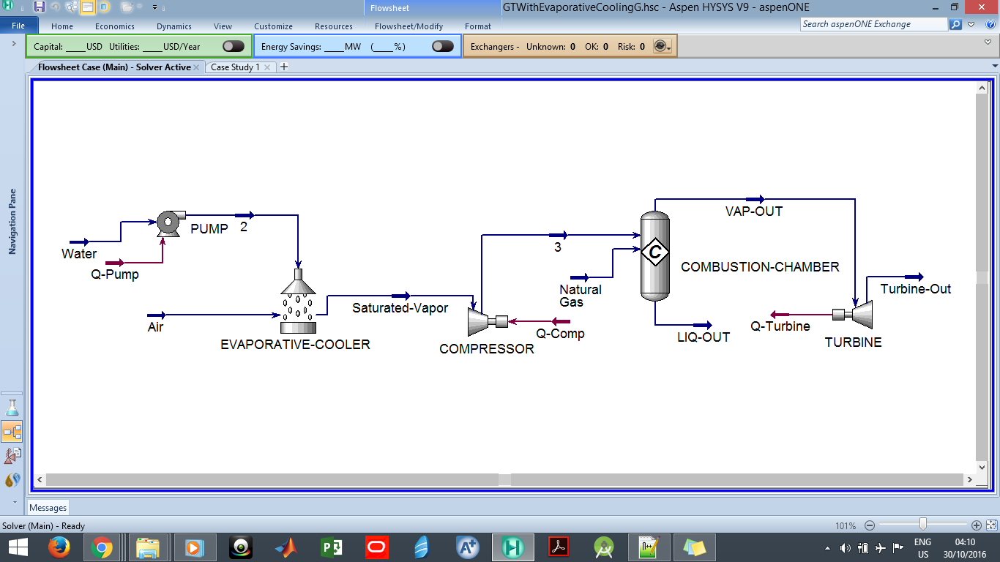 GTWithEvaporativeCoolingG.hsc - Aspen HYSYS V9 - aspenONE
Flowsheet
File Home Economics Dynamics View Customize Resources Flowsheet/Modify Format
Search aspenONE Exchange
Capital: ____USD Utilities: ____USD/Year
Energy Savings: ____MW (____%)
Exchangers - Unknown: 0 OK: 0 Risk: 0
Flowsheet Case (Main) - Solver Active
Case Study 1
Navigation Pane
Water
Q-Pump
PUMP
2
Air
EVAPORATIVE-COOLER
Saturated-Vapor
COMPRESSOR
Q-Comp
3
Natural
Gas
C
COMBUSTION-CHAMBER
VAP-OUT
LIQ-OUT
Q-Turbine
TURBINE
Turbine-Out
Messages
Solver (Main) - Ready
101%
ENG
US
04:10
30/10/2016